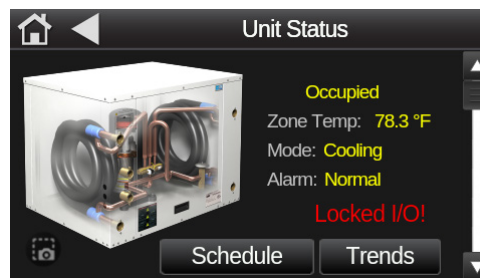 Unit Status
Occupied
Zone Temp: 78.3 °F
Mode: Cooling
Alarm: Normal
Locked I/O!
Schedule
Trends